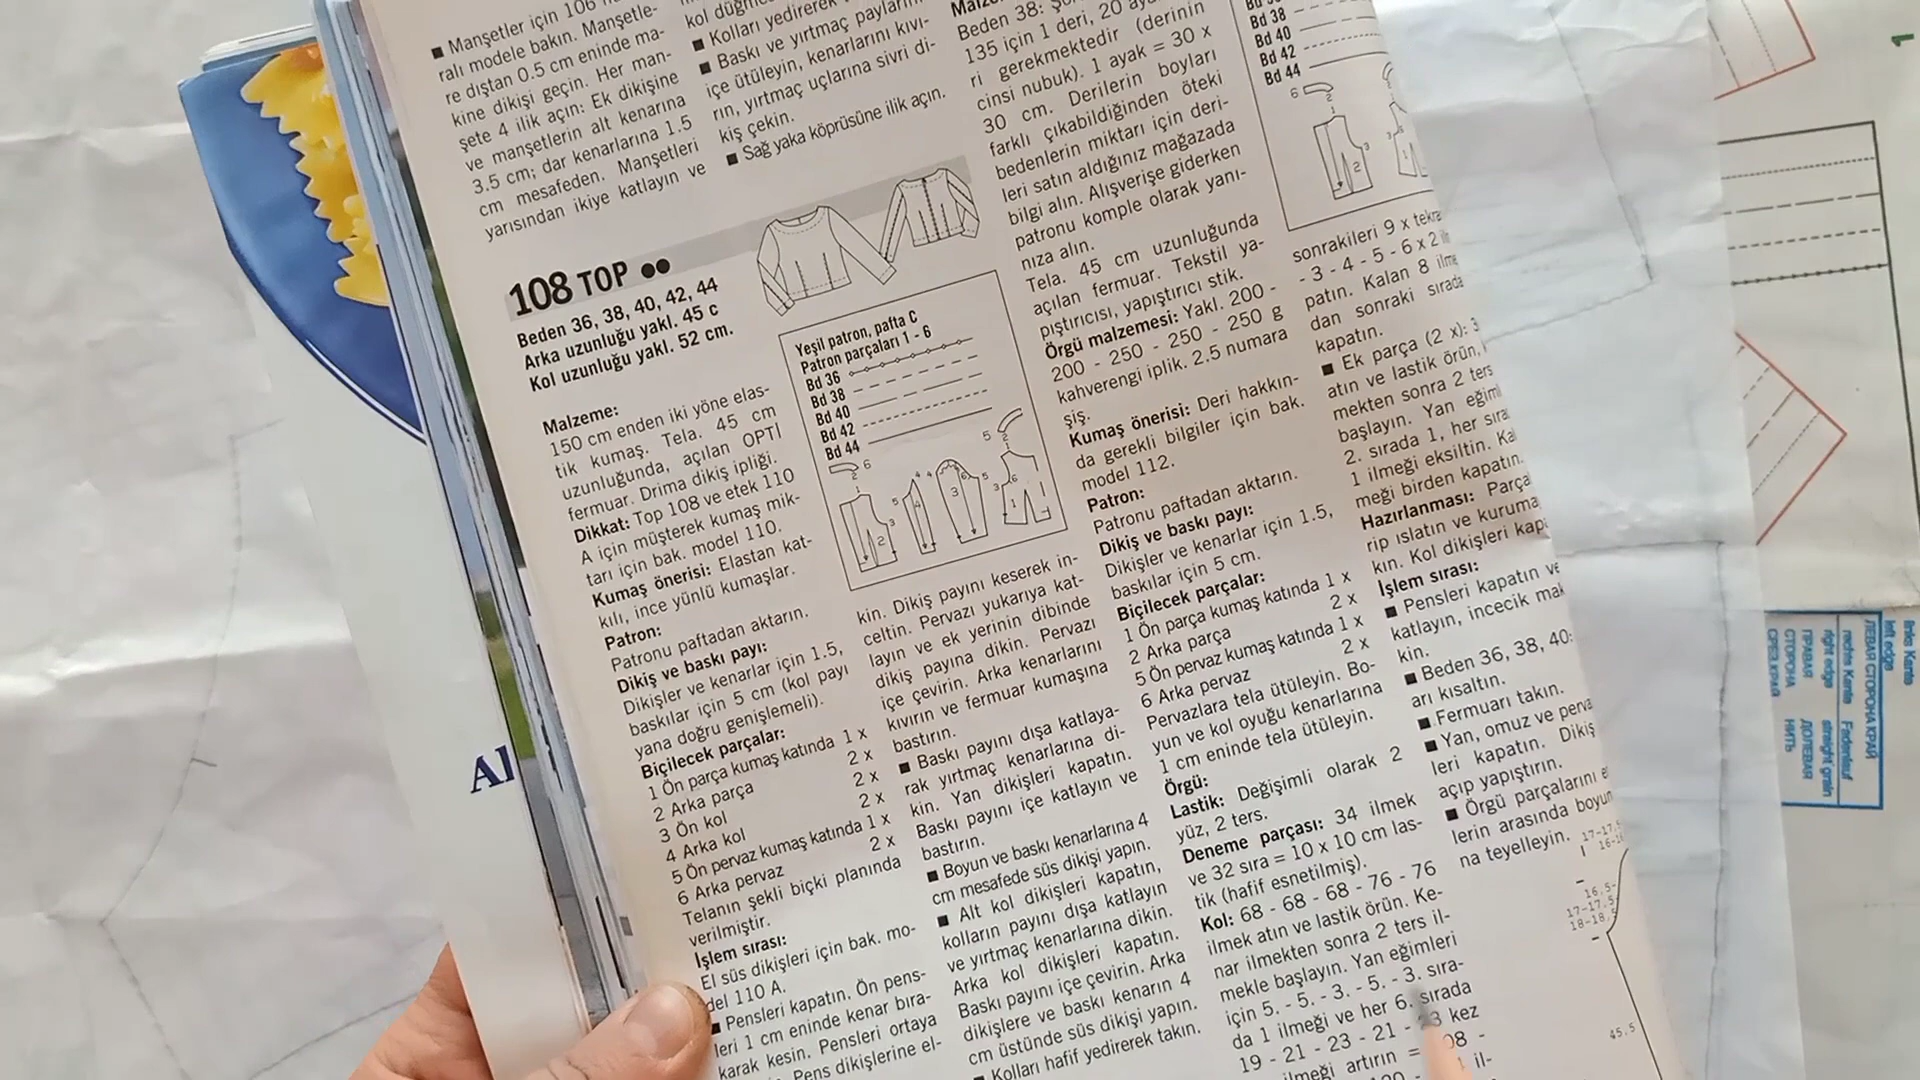 ■ Manşetler için 106
ralı modele bakın. Manşetle-
re dıştan 0.5 cm eninde ma-
kine dikişi geçin. Her man-
şete 4 ilik açın: Ek dikişine
ve manşetlerin alt kenarına
3.5 cm; dar kenarlarına 1.5
cm mesafeden. Manşetleri
yarısından ikiye katlayın ve
■ Kolları yedirerek
■ Baskı ve yırtmaç payların
içe ütüleyin, kenarlarını kıvı-
rın, yırtmaç uçlarına sivri di-
kiş çekin.
■ Sağ yaka köprüsüne ilik açın.
108 TOP ●●
Beden 36, 38, 40, 42, 44
Arka uzunluğu yakl. 45 c
Kol uzunluğu yakl. 52 cm.
Malzeme:
150 cm enden iki yöne elas-
tik kumaş. Tela. 45 cm
uzunluğunda, açılan OPTİ
fermuar. Drima dikiş ipliği.
Dikkat: Top 108 ve etek 110
A için müşterek kumaş mik-
tarı için bak. model 110.
Kumaş önerisi: Elastan kat-
kılı, ince yünlü kumaşlar.
Patron:
Patronu paftadan aktarın.
Dikiş ve baskı payı:
Dikişler ve kenarlar için 1.5,
baskılar için 5 cm (kol payı
yana doğru genişlemeli).
Biçilecek parçalar:
1 Ön parça kumaş katında 1 x
2 Arka parça 2 x
3 Ön kol 2 x
4 Arka kol 2 x
5 Ön pervaz kumaş katında 1 x
6 Arka pervaz 2 x
Telanın şekli biçki planında
verilmiştir.
İşlem sırası:
El süs dikişleri için bak. mo-
del 110 A.
■ Pensleri kapatın. Ön pens-
leri 1 cm eninde kenar bıra-
karak kesin. Pensleri ortaya
Pens dikişlerine el-
Yeşil patron, pafta C
Patron parçaları 1 - 6
Bd 36
Bd 38
Bd 40
Bd 42
Bd 44
kin. Dikiş payını keserek in-
celtin. Pervazı yukarıya kat-
layın ve ek yerinin dibinde
dikiş payına dikin. Pervazı
içe çevirin. Arka kenarlarını
kıvırın ve fermuar kumaşına
bastırın.
■ Baskı payını dışa katlaya-
rak yırtmaç kenarlarına di-
kin. Yan dikişleri kapatın.
Baskı payını içe katlayın ve
bastırın.
■ Boyun ve baskı kenarlarına 4
cm mesafede süs dikişi yapın.
■ Alt kol dikişleri kapatın,
kolların payını dışa katlayın
ve yırtmaç kenarlarına dikin.
Arka kol dikişleri kapatın.
Baskı payını içe çevirin. Arka
dikişlere ve baskı kenarın 4
cm üstünde süs dikişi yapın.
■ Kolları hafif yedirerek takın.
135 için 1 deri, 20
ri gerekmektedir (derinin
cinsi nubuk). 1 ayak = 30 x
30 cm. Derilerin boyları
farklı çıkabildiğinden öteki
bedenlerin miktarı için deri-
leri satın aldığınız mağazada
bilgi alın. Alışverişe giderken
patronu komple olarak yanı-
nıza alın.
Tela. 45 cm uzunluğunda
açılan fermuar. Tekstil ya-
pıştırıcısı, yapıştırıcı stik.
Örgü malzemesi: Yakl. 200 -
200 - 250 - 250 - 250 g
kahverengi iplik. 2.5 numara
şiş.
Kumaş önerisi: Deri hakkın-
da gerekli bilgiler için bak.
model 112.
Patron:
Patronu paftadan aktarın.
Dikiş ve baskı payı:
Dikişler ve kenarlar için 1.5,
baskılar için 5 cm.
Biçilecek parçalar:
1 Ön parça kumaş katında 1 x
2 Arka parça 2 x
5 Ön pervaz kumaş katında 1 x
6 Arka pervaz 2 x
Pervazlara tela ütüleyin. Bo-
yun ve kol oyuğu kenarlarına
1 cm eninde tela ütüleyin.
Örgü:
Lastik: Değişimli olarak 2
yüz, 2 ters.
Deneme parçası: 34 ilmek
ve 32 sıra = 10 x 10 cm las-
tik (hafif esnetilmiş).
Kol: 68 - 68 - 68 - 76 - 76
ilmek atın ve lastik örün. Ke-
nar ilmekten sonra 2 ters il-
mekle başlayın. Yan eğimleri
için 5. - 5. - 3. - 5. - 3. sıra-
da 1 ilmeği ve her 6. sırada
19 - 21 - 23 - 21 - kez
ilmeği artırın =
Bd 38
Bd 40
Bd 42
Bd 44
sonrakileri 9 x
- 3 - 4 - 5 - 6 x 2
patın. Kalan 8
dan sonraki sırada
kapatın.
■ Ek parça (2 x):
atın ve lastik örün,
mekten sonra 2 ters
başlayın. Yan
2. sırada 1, her
1 ilmeği eksiltin.
meği birden kapatın.
Hazırlanması:
rip ıslatın ve
kın. Kol dikişleri
İşlem sırası:
■ Pensleri kapatın ve
katlayın, incecik
kin.
■ Beden 36, 38, 40:
arı kısaltın.
■ Fermuarı takın.
■ Yan, omuz ve
leri kapatın. Dikiş
açıp yapıştırın.
■ Örgü parçalarını
lerin arasında boyun
na teyelleyin.
16.5-
17-17.5
18-18.5
45.5
1
linke Kante
left edge
ЛЕВАЯ СТОРОНА КРАЙ
rechte Kante Fadenlauf
right edge straight grain
ПРАВАЯ ДОЛЕВАЯ
СТОРОНА НИТЬ